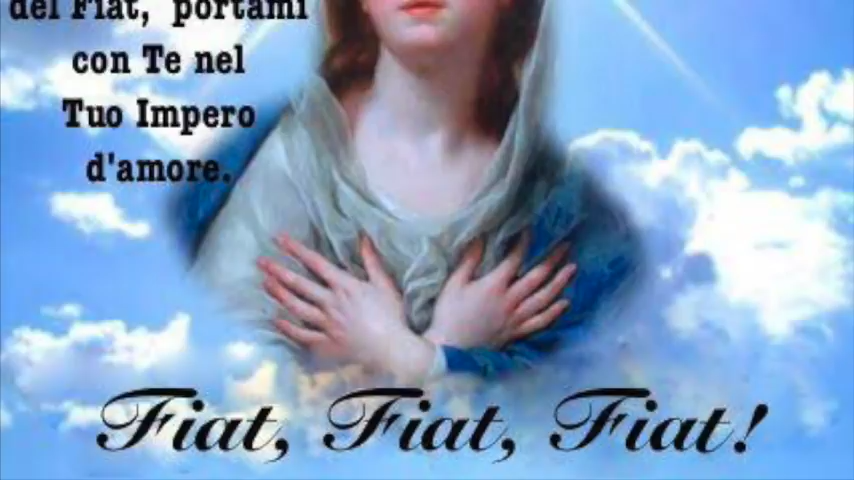 del Fiat, portami
con Te nel
Tuo Impero
d'amore.
Fiat, Fiat, Fiat!